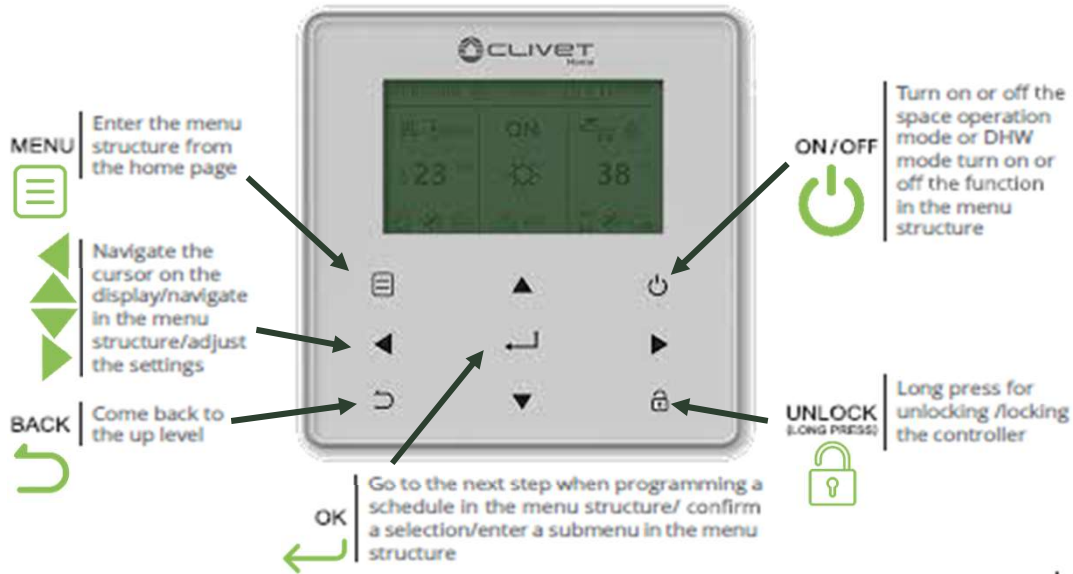 CLIVET
Home
ON
23
38
MENU
Enter the menu
structure from
the home page
Navigate the
cursor on the
display/navigate
in the menu
structure/adjust
the settings
BACK
Come back to
the up level
OK
Go to the next step when programming a
schedule in the menu structure/ confirm
a selection/enter a submenu in the menu
structure
ON/OFF
Turn on or off the
space operation
mode or DHW
mode turn on or
off the function
in the menu
structure
UNLOCK
(LONG PRESS)
Long press for
unlocking /locking
the controller